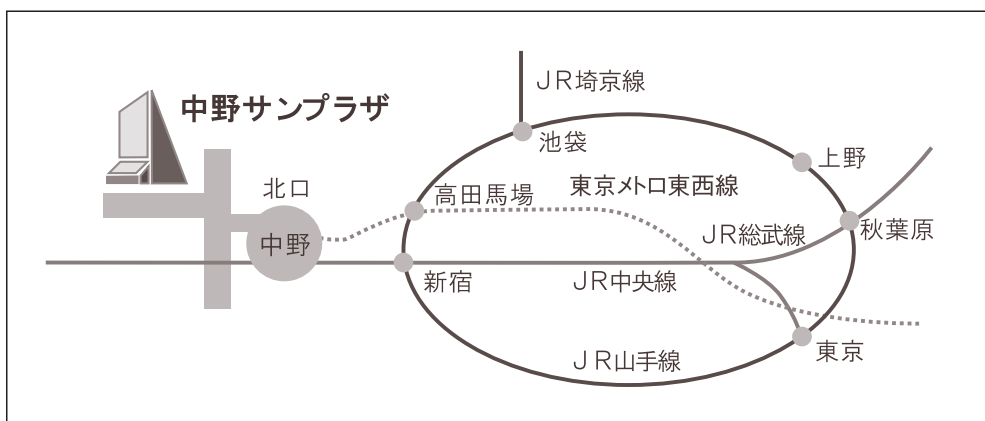 ＪＲ埼京線
中野サンプラザ
池袋
上野
北口
高田馬場
東京メトロ東西線
中野
ＪＲ総武線
秋葉原
新宿
ＪＲ中央線
東京
ＪＲ山手線